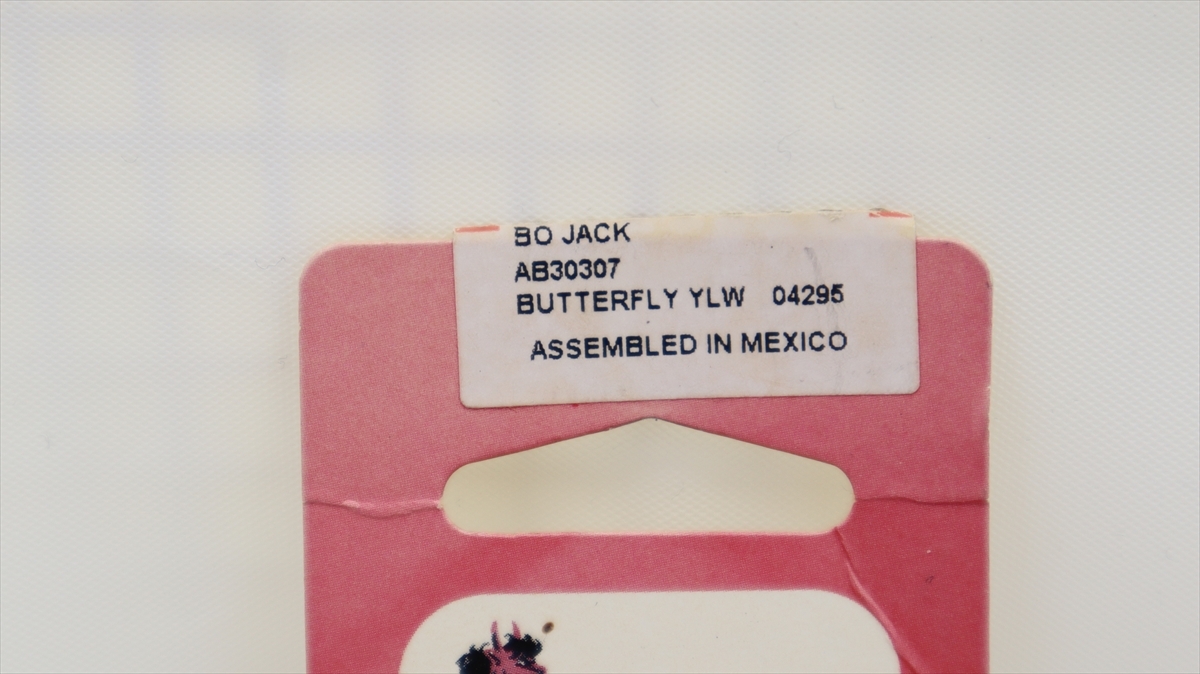 BO JACK
AB30307
BUTTERFLY YLW 04295
ASSEMBLED IN MEXICO